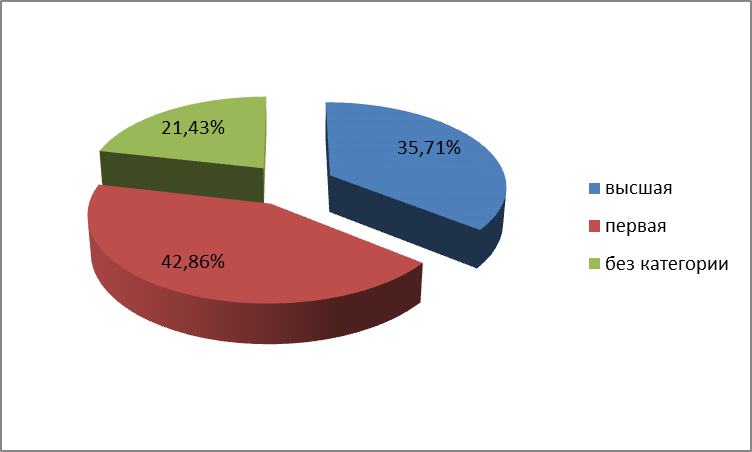 21,43%
35,71%
42,86%
высшая
первая
без категории